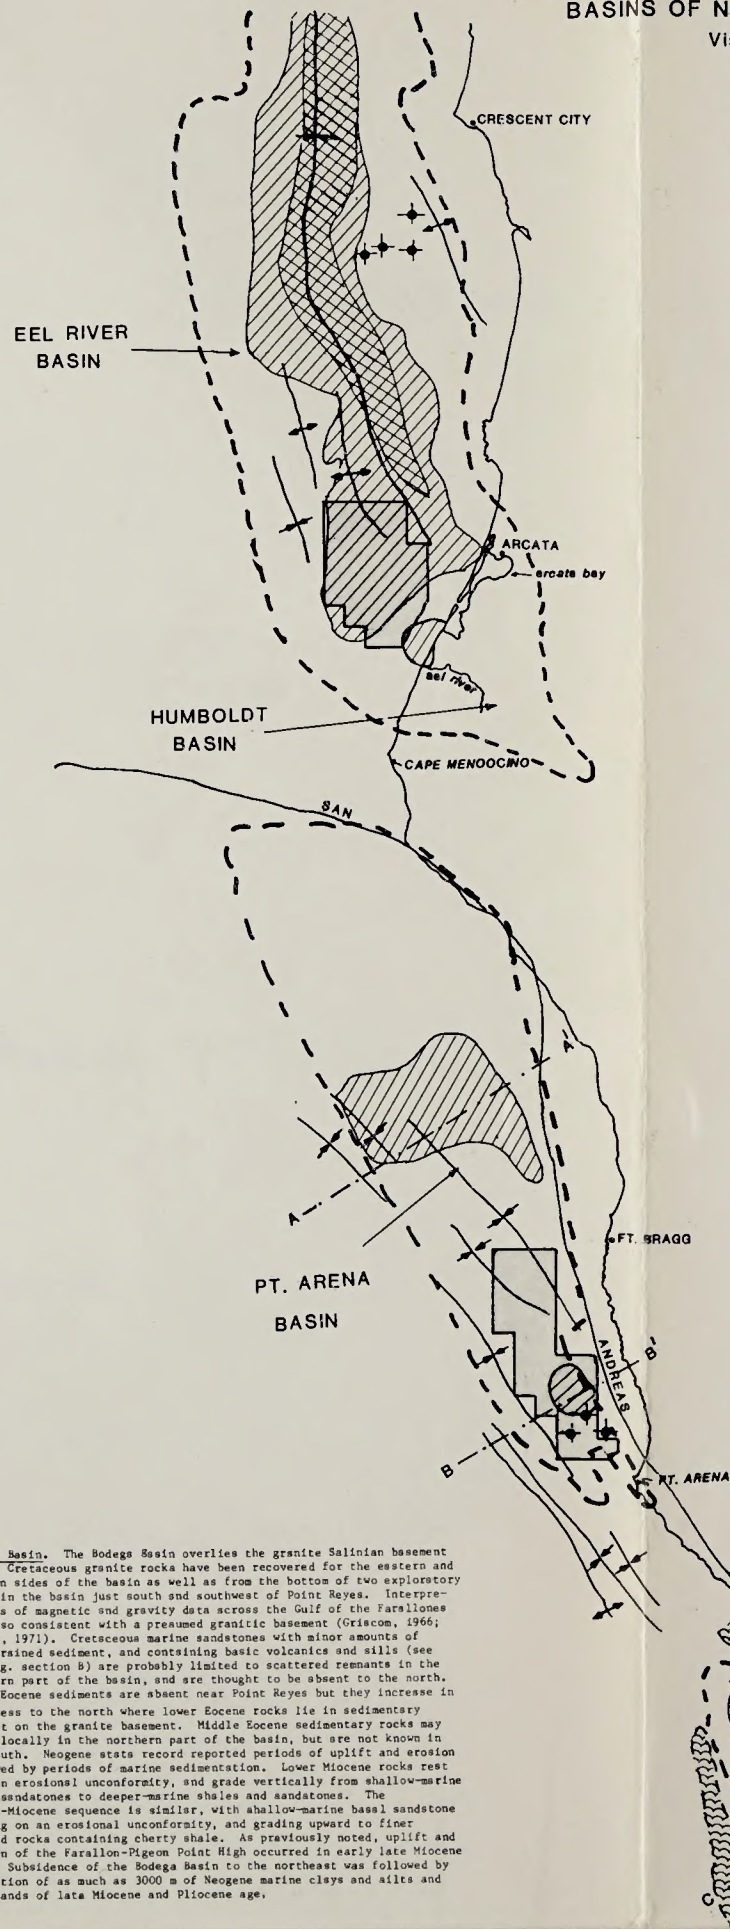 BASINS OF N
Vi
CRESCENT CITY
EEL RIVER
BASIN
ARCATA
arcata bay
eel river
HUMBOLDT
BASIN
CAPE MENOOCINO
SAN
A'
A
FT. BRAGG
PT. ARENA
BASIN
B'
ANDREAS
B
PT. ARENA
Basin. The Bodega Basin overlies the granite Salinian basement
Cretaceous granite rocks have been recovered for the eastern and
n sides of the basin as well as from the bottom of two exploratory
in the basin just south and southwest of Point Reyes. Interpre-
s of magnetic and gravity data across the Gulf of the Farallones
so consistent with a presumed granitic basement (Griscom, 1966;
, 1971). Cretaceous marine sandstones with minor amounts of
rained sediment, and containing basic volcanics and sills (see
g. section B) are probably limited to scattered remnants in the
rn part of the basin, and are thought to be absent to the north.
Eocene sediments are absent near Point Reyes but they increase in
ess to the north where lower Eocene rocks lie in sedimentary
t on the granite basement. Middle Eocene sedimentary rocks may
locally in the northern part of the basin, but are not known in
uth. Neogene stats record reported periods of uplift and erosion
ed by periods of marine sedimentation. Lower Miocene rocks rest
n erosional unconformity, and grade vertically from shallow-marine
sandstones to deeper-marine shales and sandstones. The
-Miocene sequence is similar, with shallow-marine basal sandstone
g on an erosional unconformity, and grading upward to finer
d rocks containing cherty shale. As previously noted, uplift and
n of the Farallon-Pigeon Point High occurred in early late Miocene
Subsidence of the Bodega Basin to the northeast was followed by
tion of as much as 3000 m of Neogene marine clays and silts and
ands of late Miocene and Pliocene age.
C